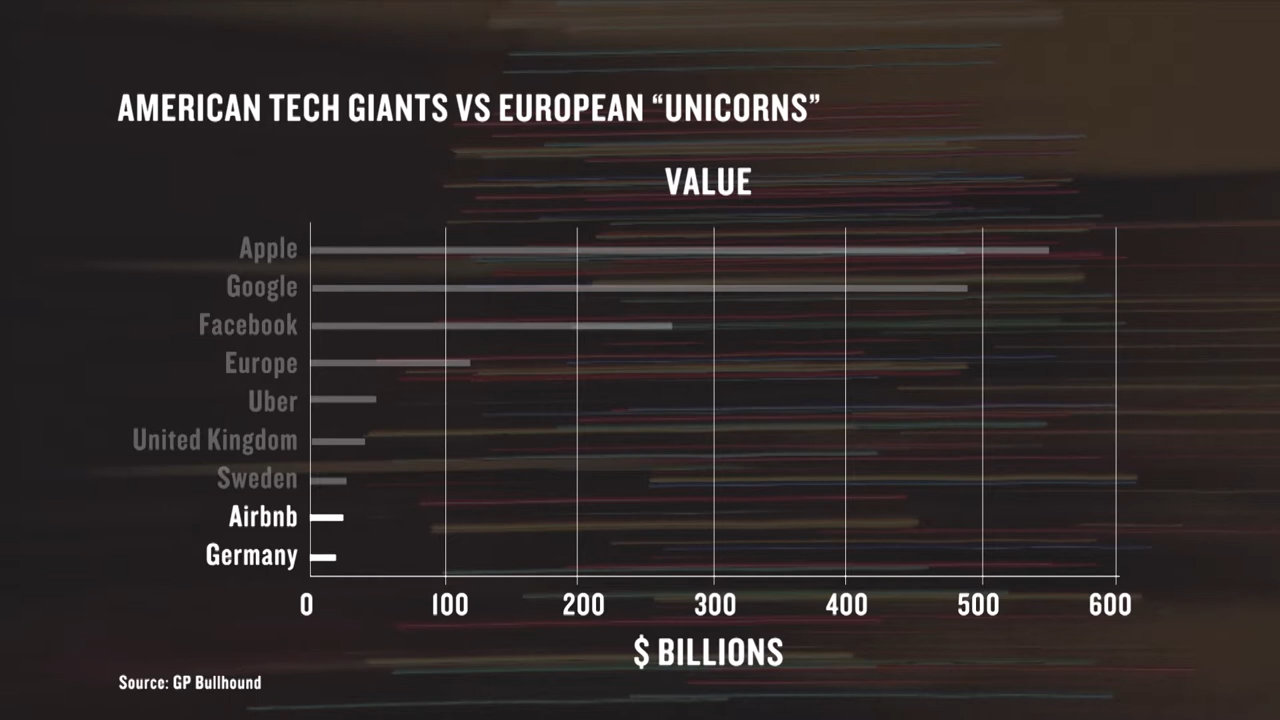 AMERICAN TECH GIANTS VS EUROPEAN “UNICORNS”
VALUE
Apple
Google
Facebook
Europe
Uber
United Kingdom
Sweden
Airbnb
Germany
0 100 200 300 400 500 600
$ BILLIONS
Source: GP Bullhound